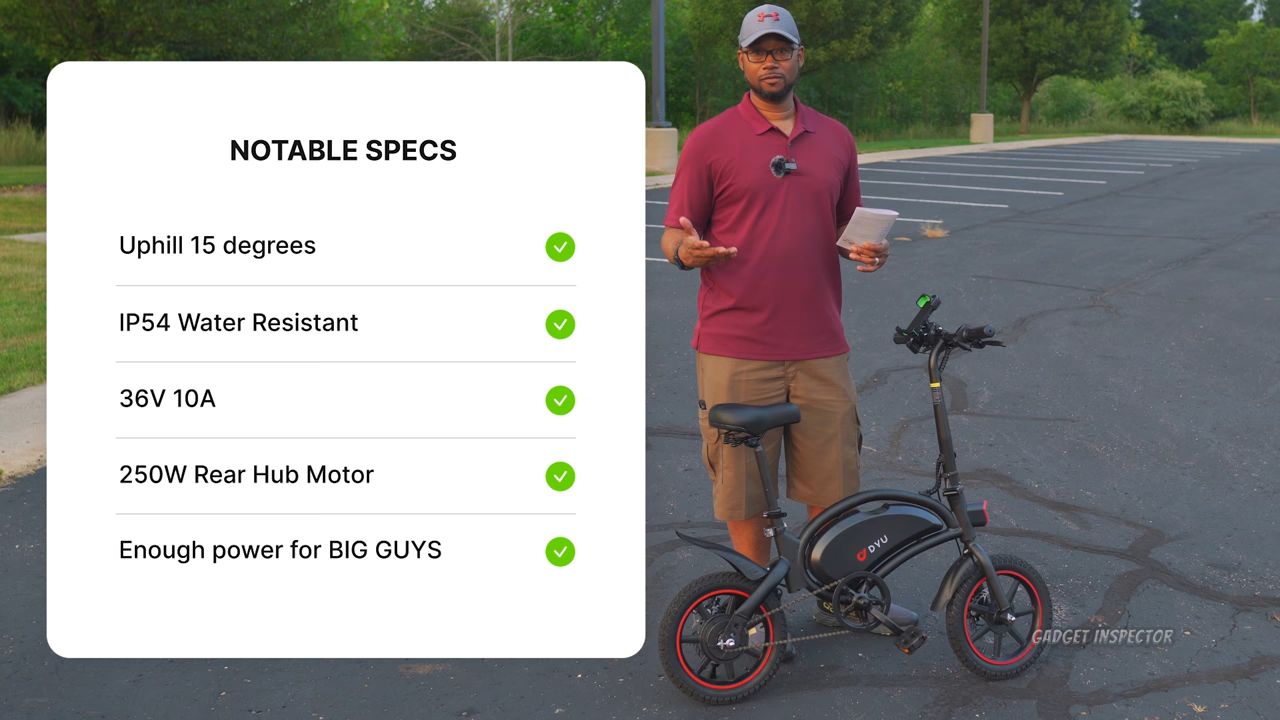 NOTABLE SPECS
Uphill 15 degrees
IP54 Water Resistant
36V 10A
250W Rear Hub Motor
Enough power for BIG GUYS
DYU
GADGET INSPECTOR